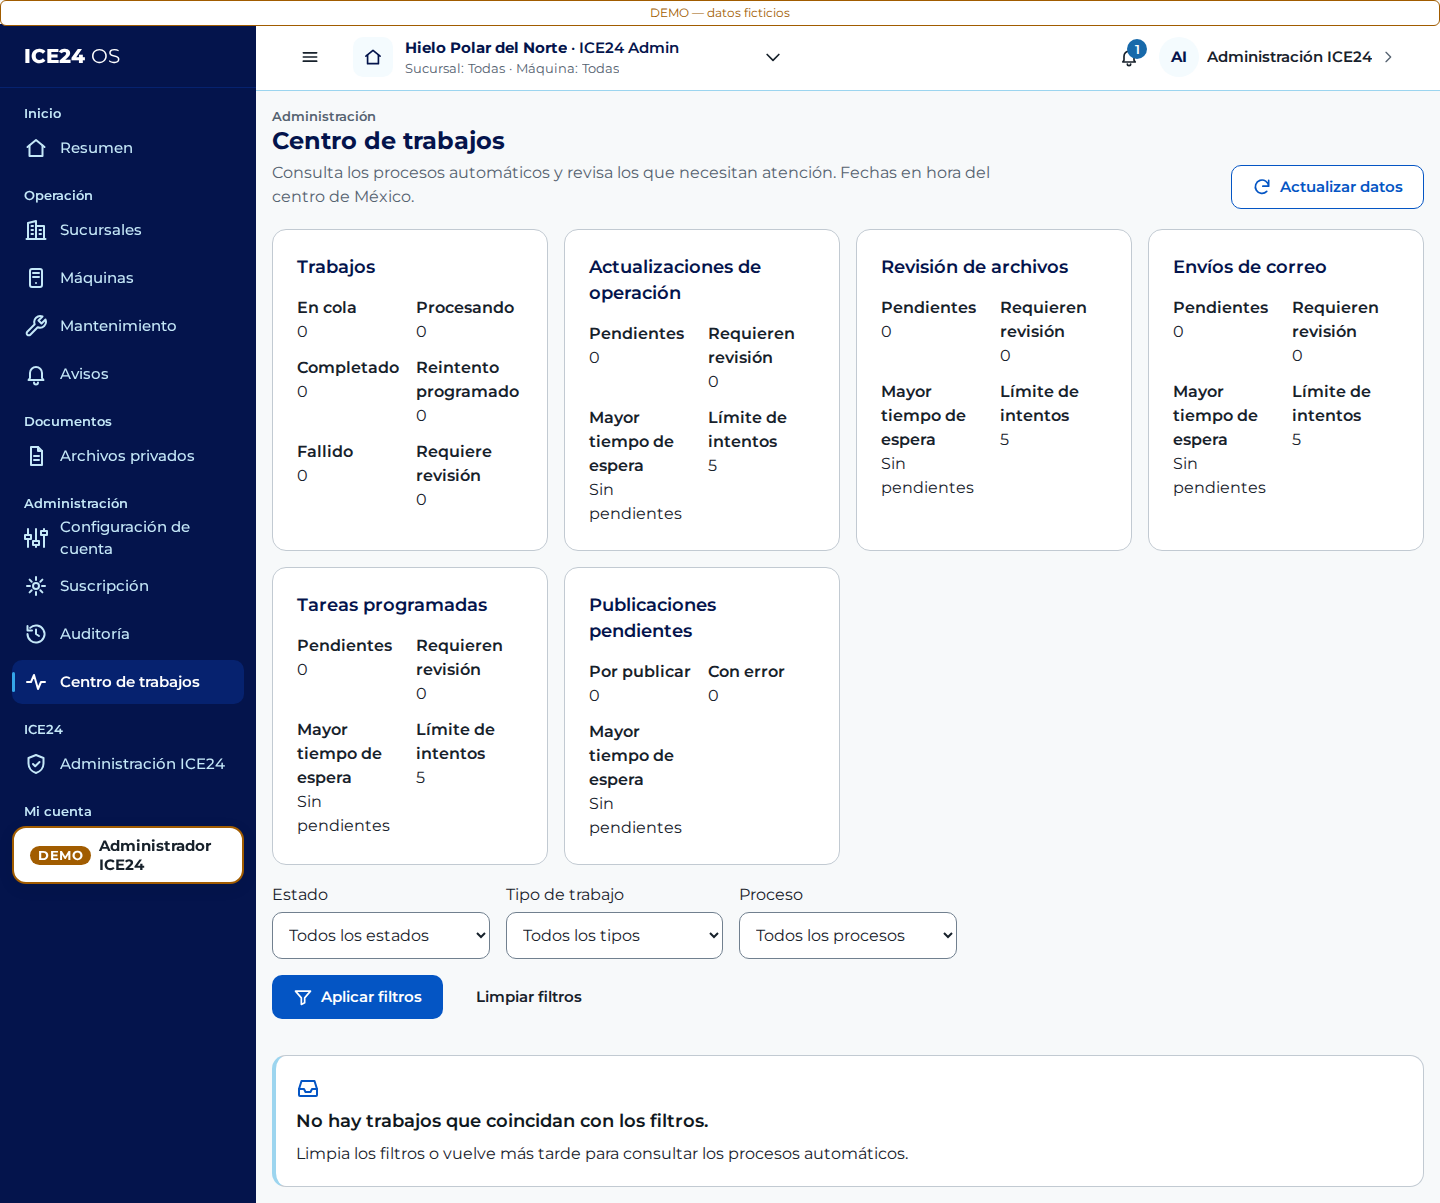 DEMO — datos ficticios
ICE24 OS
Inicio
Resumen
Operación
Sucursales
Máquinas
Mantenimiento
Avisos
Documentos
Archivos privados
Administración
Configuración de
cuenta
Suscripción
Auditoría
Centro de trabajos
ICE24
Administración ICE24
Mi cuenta
DEMO Administrador
ICE24
Hielo Polar del Norte · ICE24 Admin
Sucursal: Todas · Máquina: Todas
1
AI Administración ICE24
Administración
Centro de trabajos
Consulta los procesos automáticos y revisa los que necesitan atención. Fechas en hora del
centro de México.
Actualizar datos
Trabajos
En cola
0
Procesando
0
Completado
0
Reintento
programado
0
Fallido
0
Requiere
revisión
0
Actualizaciones de
operación
Pendientes
0
Requieren
revisión
0
Mayor
tiempo de
espera
Sin
pendientes
Límite de
intentos
5
Revisión de archivos
Pendientes
0
Requieren
revisión
0
Mayor
tiempo de
espera
Sin
pendientes
Límite de
intentos
5
Envíos de correo
Pendientes
0
Requieren
revisión
0
Mayor
tiempo de
espera
Sin
pendientes
Límite de
intentos
5
Tareas programadas
Pendientes
0
Requieren
revisión
0
Mayor
tiempo de
espera
Sin
pendientes
Límite de
intentos
5
Publicaciones
pendientes
Por publicar
0
Con error
0
Mayor
tiempo de
espera
Sin
pendientes
Estado
Todos los estados
Tipo de trabajo
Todos los tipos
Proceso
Todos los procesos
Aplicar filtros
Limpiar filtros
No hay trabajos que coincidan con los filtros.
Limpia los filtros o vuelve más tarde para consultar los procesos automáticos.